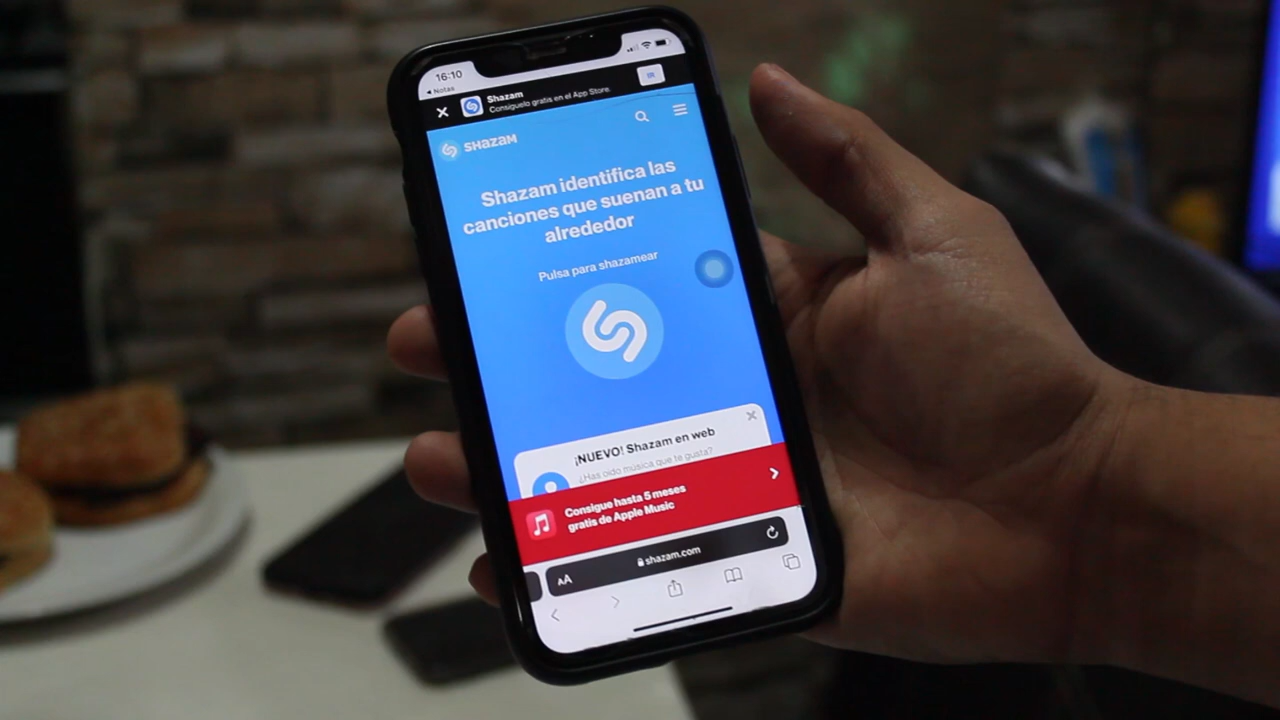 16:10
◂ Notas
Shazam
Consíguelo gratis en el App Store.
IR
SHAZAM
Shazam identifica las
canciones que suenan a tu
alrededor
Pulsa para shazamear
¡NUEVO! Shazam en web
¿Has oído música que te gusta?
Consigue hasta 5 meses
gratis de Apple Music
AA
shazam.com